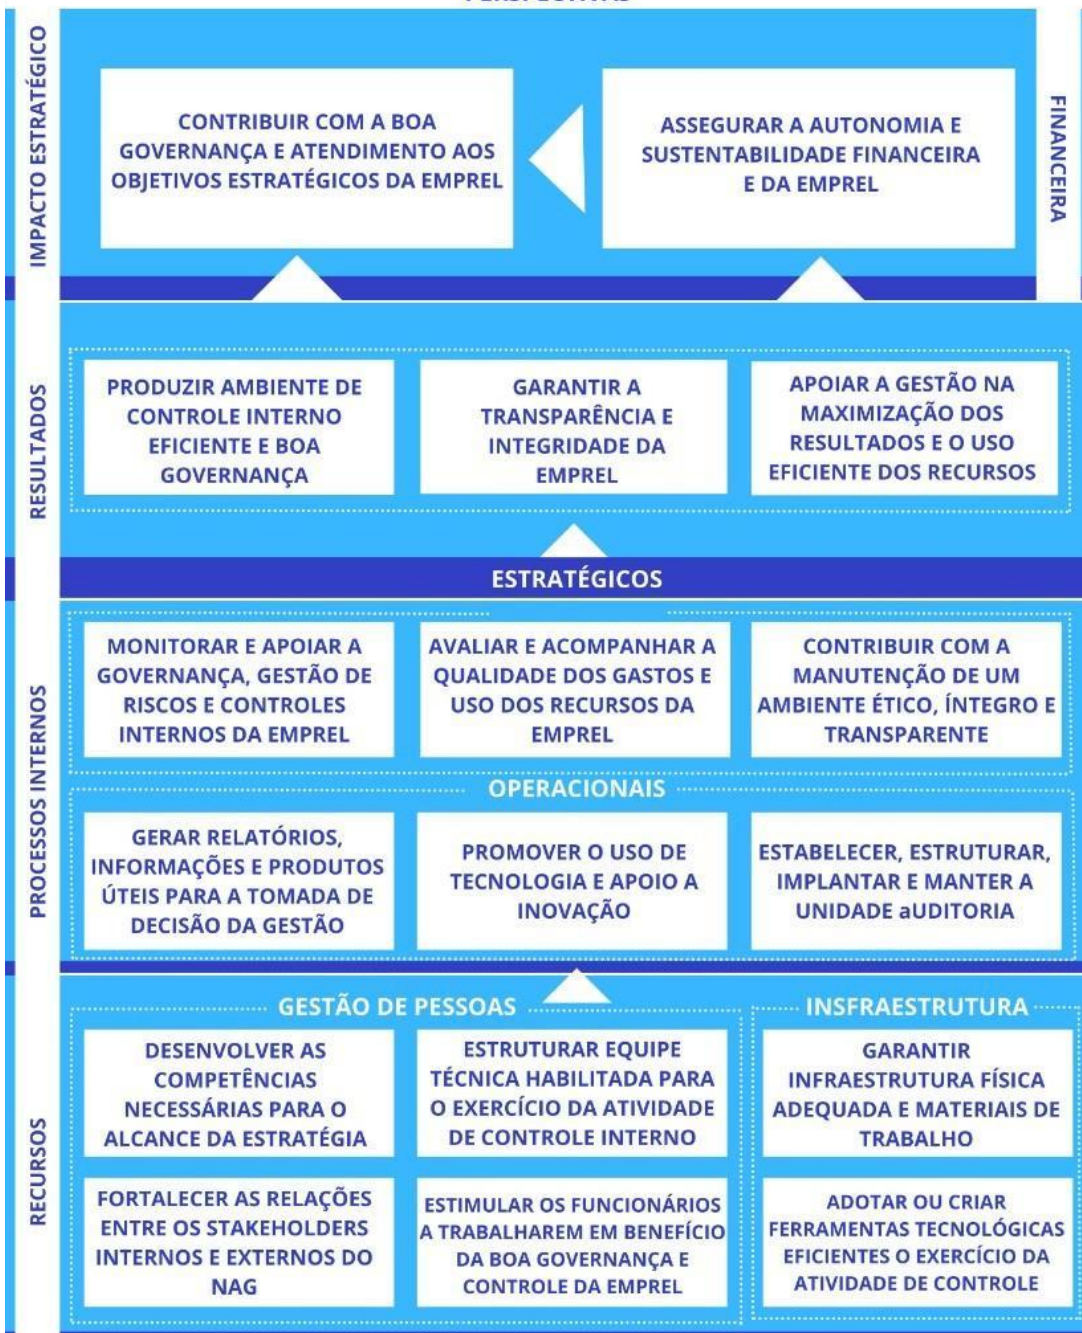 IMPACTO ESTRATÉGICO
CONTRIBUIR COM A BOA
GOVERNANÇA E ATENDIMENTO AOS
OBJETIVOS ESTRATÉGICOS DA EMPREL
ASSEGURAR A AUTONOMIA E
SUSTENTABILIDADE FINANCEIRA
E DA EMPREL
FINANCEIRA
RESULTADOS
PRODUZIR AMBIENTE DE
CONTROLE INTERNO
EFICIENTE E BOA
GOVERNANÇA
GARANTIR A
TRANSPARÊNCIA E
INTEGRIDADE DA
EMPREL
APOIAR A GESTÃO NA
MAXIMIZAÇÃO DOS
RESULTADOS E O USO
EFICIENTE DOS RECURSOS
ESTRATÉGICOS
PROCESSOS INTERNOS
MONITORAR E APOIAR A
GOVERNANÇA, GESTÃO DE
RISCOS E CONTROLES
INTERNOS DA EMPREL
AVALIAR E ACOMPANHAR A
QUALIDADE DOS GASTOS E
USO DOS RECURSOS DA
EMPREL
CONTRIBUIR COM A
MANUTENÇÃO DE UM
AMBIENTE ÉTICO, ÍNTEGRO E
TRANSPARENTE
OPERACIONAIS
GERAR RELATÓRIOS,
INFORMAÇÕES E PRODUTOS
ÚTEIS PARA A TOMADA DE
DECISÃO DA GESTÃO
PROMOVER O USO DE
TECNOLOGIA E APOIO A
INOVAÇÃO
ESTABELECER, ESTRUTURAR,
IMPLANTAR E MANTER A
UNIDADE aUDITORIA
RECURSOS
GESTÃO DE PESSOAS
INSFRAESTRUTURA
DESENVOLVER AS
COMPETÊNCIAS
NECESSÁRIAS PARA O
ALCANCE DA ESTRATÉGIA
ESTRUTURAR EQUIPE
TÉCNICA HABILITADA PARA
O EXERCÍCIO DA ATIVIDADE
DE CONTROLE INTERNO
GARANTIR
INFRAESTRUTURA FÍSICA
ADEQUADA E MATERIAIS DE
TRABALHO
FORTALECER AS RELAÇÕES
ENTRE OS STAKEHOLDERS
INTERNOS E EXTERNOS DO
NAG
ESTIMULAR OS FUNCIONÁRIOS
A TRABALHAREM EM BENEFÍCIO
DA BOA GOVERNANÇA E
CONTROLE DA EMPREL
ADOTAR OU CRIAR
FERRAMENTAS TECNOLÓGICAS
EFICIENTES O EXERCÍCIO DA
ATIVIDADE DE CONTROLE